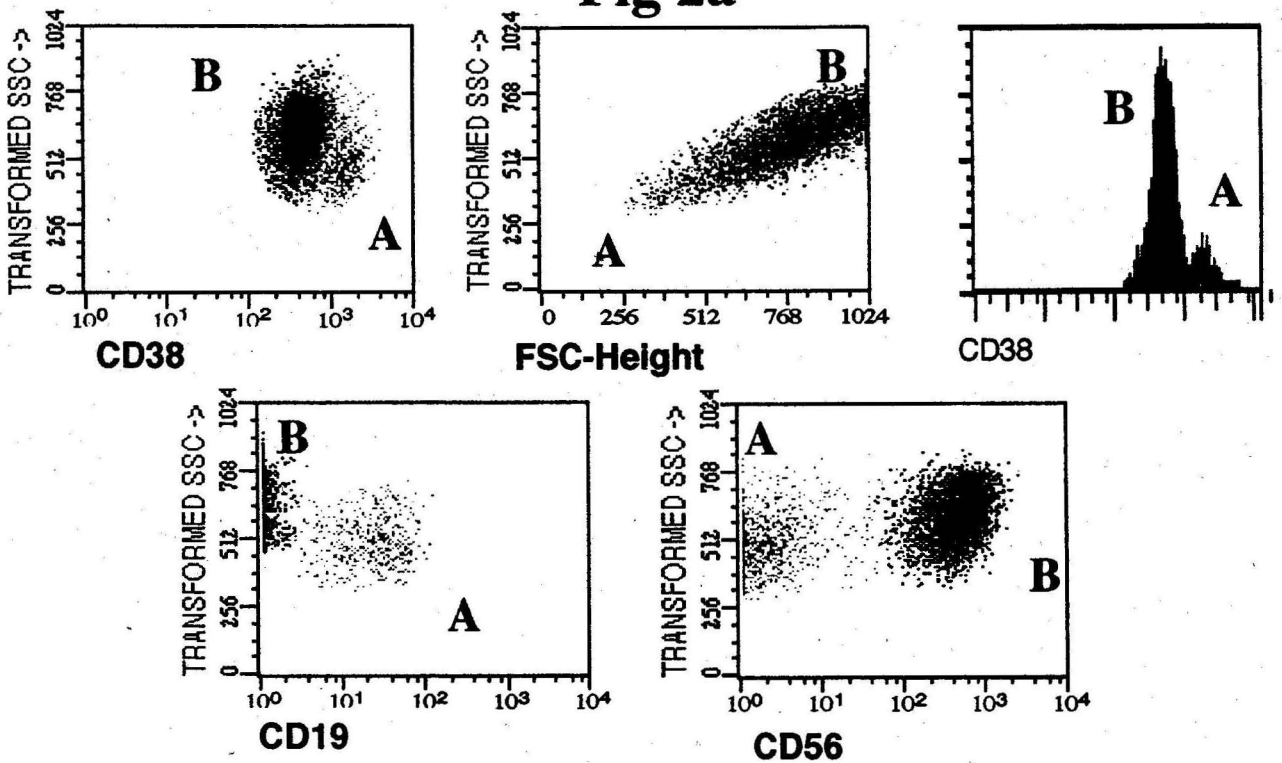 Fig 2a
TRANSFORMED SSC ->
1024
768
512
256
0
B
A
10⁰ 10¹ 10² 10³ 10⁴
CD38
TRANSFORMED SSC ->
1024
768
512
256
0
B
A
0 256 512 768 1024
FSC-Height
B
A
CD38
TRANSFORMED SSC ->
1024
768
512
256
0
B
A
10⁰ 10¹ 10² 10³ 10⁴
CD19
TRANSFORMED SSC ->
1024
768
512
256
0
A
B
10⁰ 10¹ 10² 10³ 10⁴
CD56